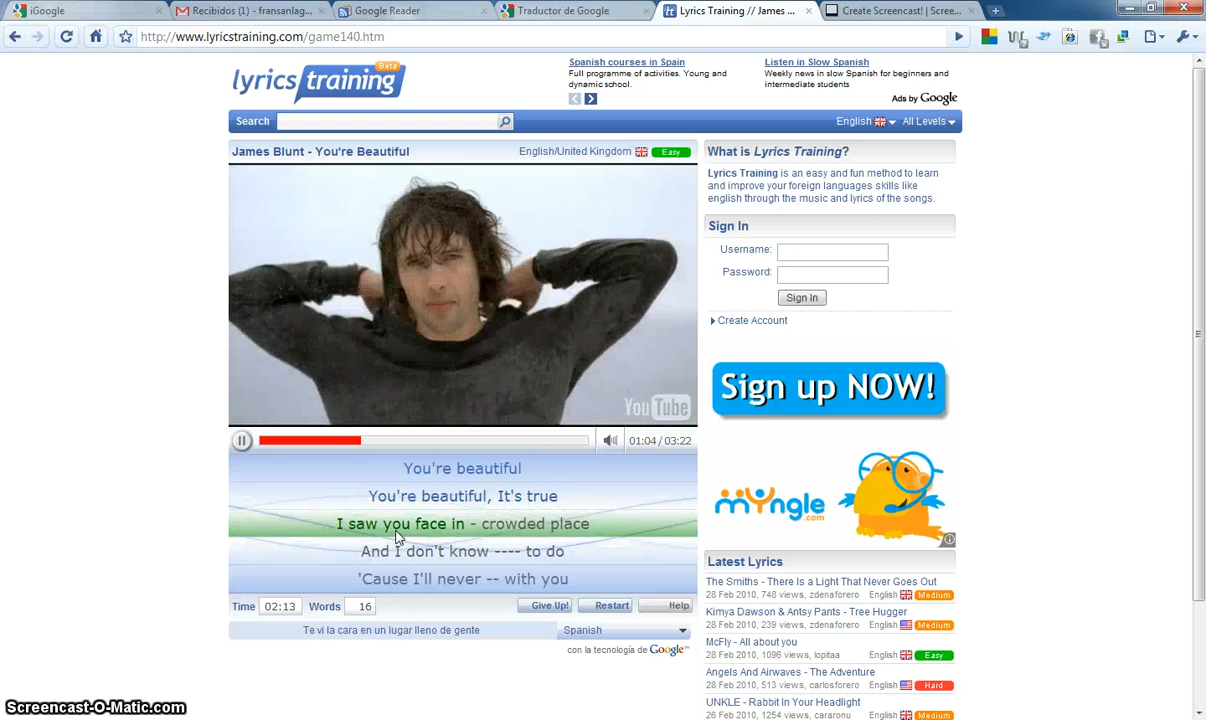 iGoogle
Recibidos (1) - fransanlag...
Google Reader
Traductor de Google
Lyrics Training // James ...
Create Screencast! | Scree...
http://www.lyricstraining.com/game140.htm
lyricstraining Beta
Spanish courses in Spain
Full programme of activities. Young and
dynamic school.
Listen in Slow Spanish
Weekly news in slow Spanish for beginners and
intermediate students
Ads by Google
Search
English
All Levels
James Blunt - You're Beautiful
English/United Kingdom
Easy
YouTube
01:04 / 03:22
You're beautiful
You're beautiful, It's true
I saw you face in - crowded place
And I don't know ---- to do
'Cause I'll never -- with you
Time 02:13 Words 16
Give Up!
Restart
Help
Te vi la cara en un lugar lleno de gente
Spanish
con la tecnología de Google™
What is Lyrics Training?
Lyrics Training is an easy and fun method to learn
and improve your foreign languages skills like
english through the music and lyrics of the songs.
Sign In
Username:
Password:
Sign In
Create Account
Sign up NOW!
myngle.com
Latest Lyrics
The Smiths - There Is a Light That Never Goes Out
28 Feb 2010, 748 views, zdenaforero English Medium
Kimya Dawson & Antsy Pants - Tree Hugger
28 Feb 2010, 239 views, zdenaforero English Medium
McFly - All about you
28 Feb 2010, 1096 views, lopitaa English Easy
Angels And Airwaves - The Adventure
28 Feb 2010, 513 views, carlosforero English Hard
UNKLE - Rabbit In Your Headlight
26 Feb 2010, 1254 views, cararonu English Medium
Screencast-O-Matic.com